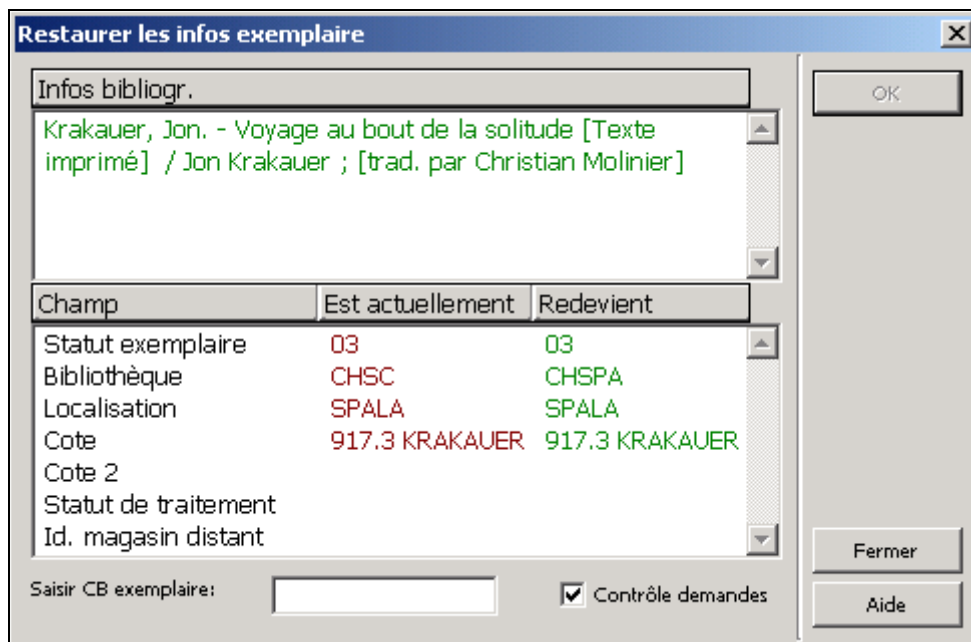 Restaurer les infos exemplaire
Infos bibliogr.
OK
Krakauer, Jon. - Voyage au bout de la solitude [Texte
imprimé] / Jon Krakauer ; [trad. par Christian Molinier]
Champ Est actuellement Redevient
Statut exemplaire 03 03
Bibliothèque CHSC CHSPA
Localisation SPALA SPALA
Cote 917.3 KRAKAUER 917.3 KRAKAUER
Cote 2
Statut de traitement
Id. magasin distant
Fermer
Saisir CB exemplaire: Contrôle demandes
Aide